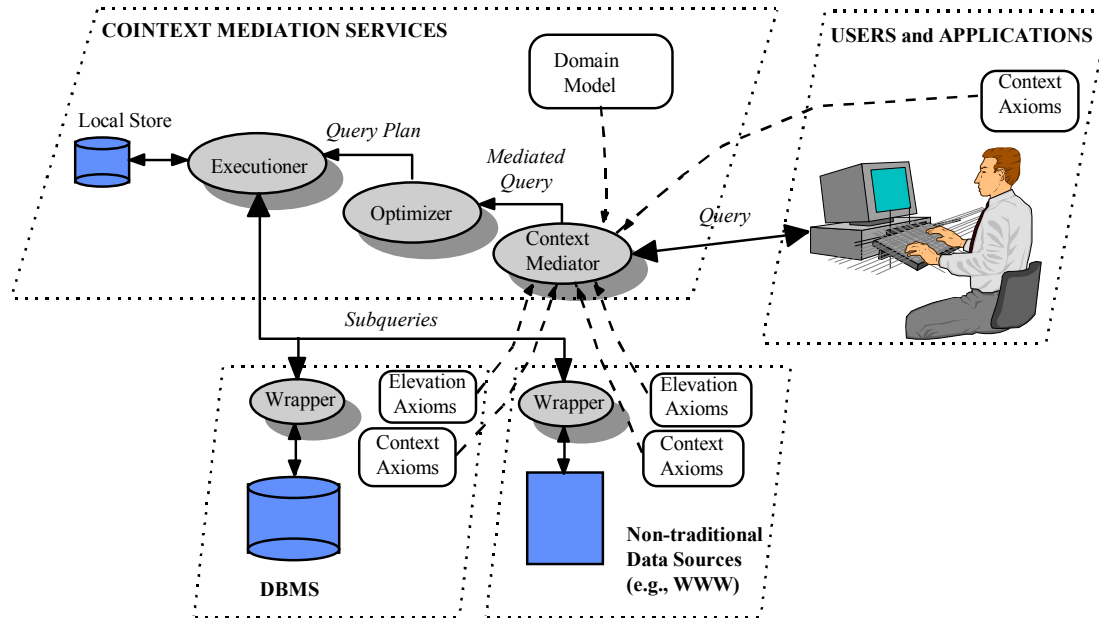 COINTEXT MEDIATION SERVICES
USERS and APPLICATIONS
Domain
Model
Context
Axioms
Local Store
Query Plan
Executioner
Mediated
Query
Optimizer
Query
Context
Mediator
Subqueries
Wrapper
Elevation
Axioms
Context
Axioms
Wrapper
Elevation
Axioms
Context
Axioms
DBMS
Non-traditional
Data Sources
(e.g., WWW)